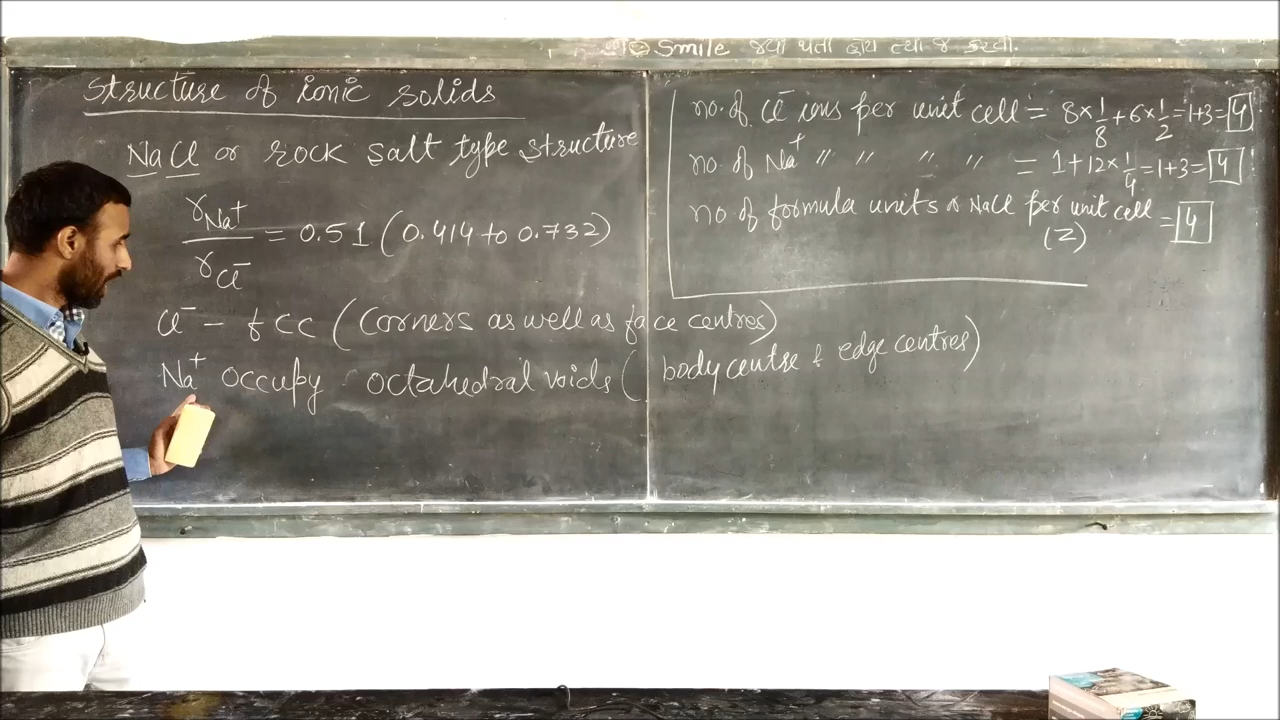 Smile
Structure of ionic solids
NaCl or rock salt type structure
r Na⁺ / r Cl⁻ = 0.51 (0.414 to 0.732)
Cl⁻ – fcc (Corners as well as face centres)
Na⁺ occupy octahedral voids (body centre & edge centres)
no. of Cl⁻ ions per unit cell = 8×1/8 + 6×1/2 = 1+3 = 4
no. of Na⁺ 〃 〃 〃 〃 = 1+12×1/4 = 1+3 = 4
no of formula units of NaCl per unit cell = 4
(Z)